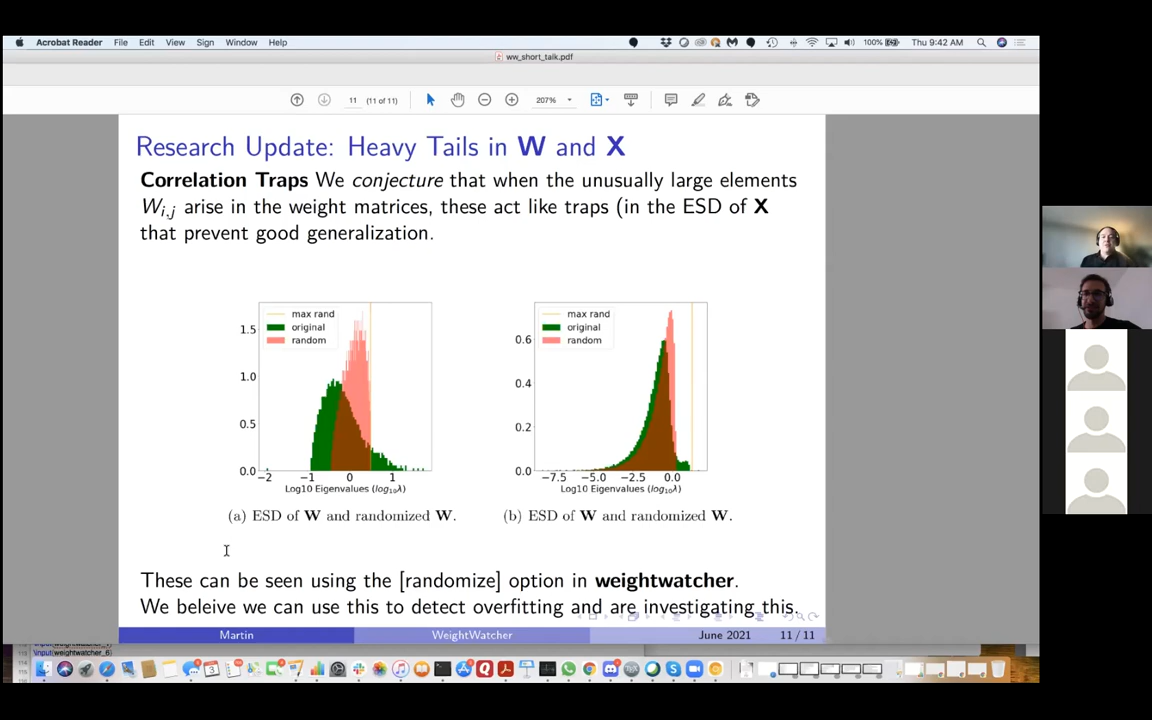 Acrobat Reader File Edit View Sign Window Help 100% Thu 9:42 AM
ww_short_talk.pdf
11 (11 of 11) 207%
Research Update: Heavy Tails in W and X
Correlation Traps We conjecture that when the unusually large elements
W_{i,j} arise in the weight matrices, these act like traps (in the ESD of X
that prevent good generalization.
max rand
original
random
1.5
1.0
0.5
0.0
−2 −1 0 1
Log10 Eigenvalues (log₁₀λ)
(a) ESD of W and randomized W.
max rand
original
random
0.6
0.4
0.2
0.0
−7.5 −5.0 −2.5 0.0
Log10 Eigenvalues (log₁₀λ)
(b) ESD of W and randomized W.
These can be seen using the [randomize] option in weightwatcher.
We beleive we can use this to detect overfitting and are investigating this.
Martin WeightWatcher June 2021 11 / 11
\input{weightwatcher_6}